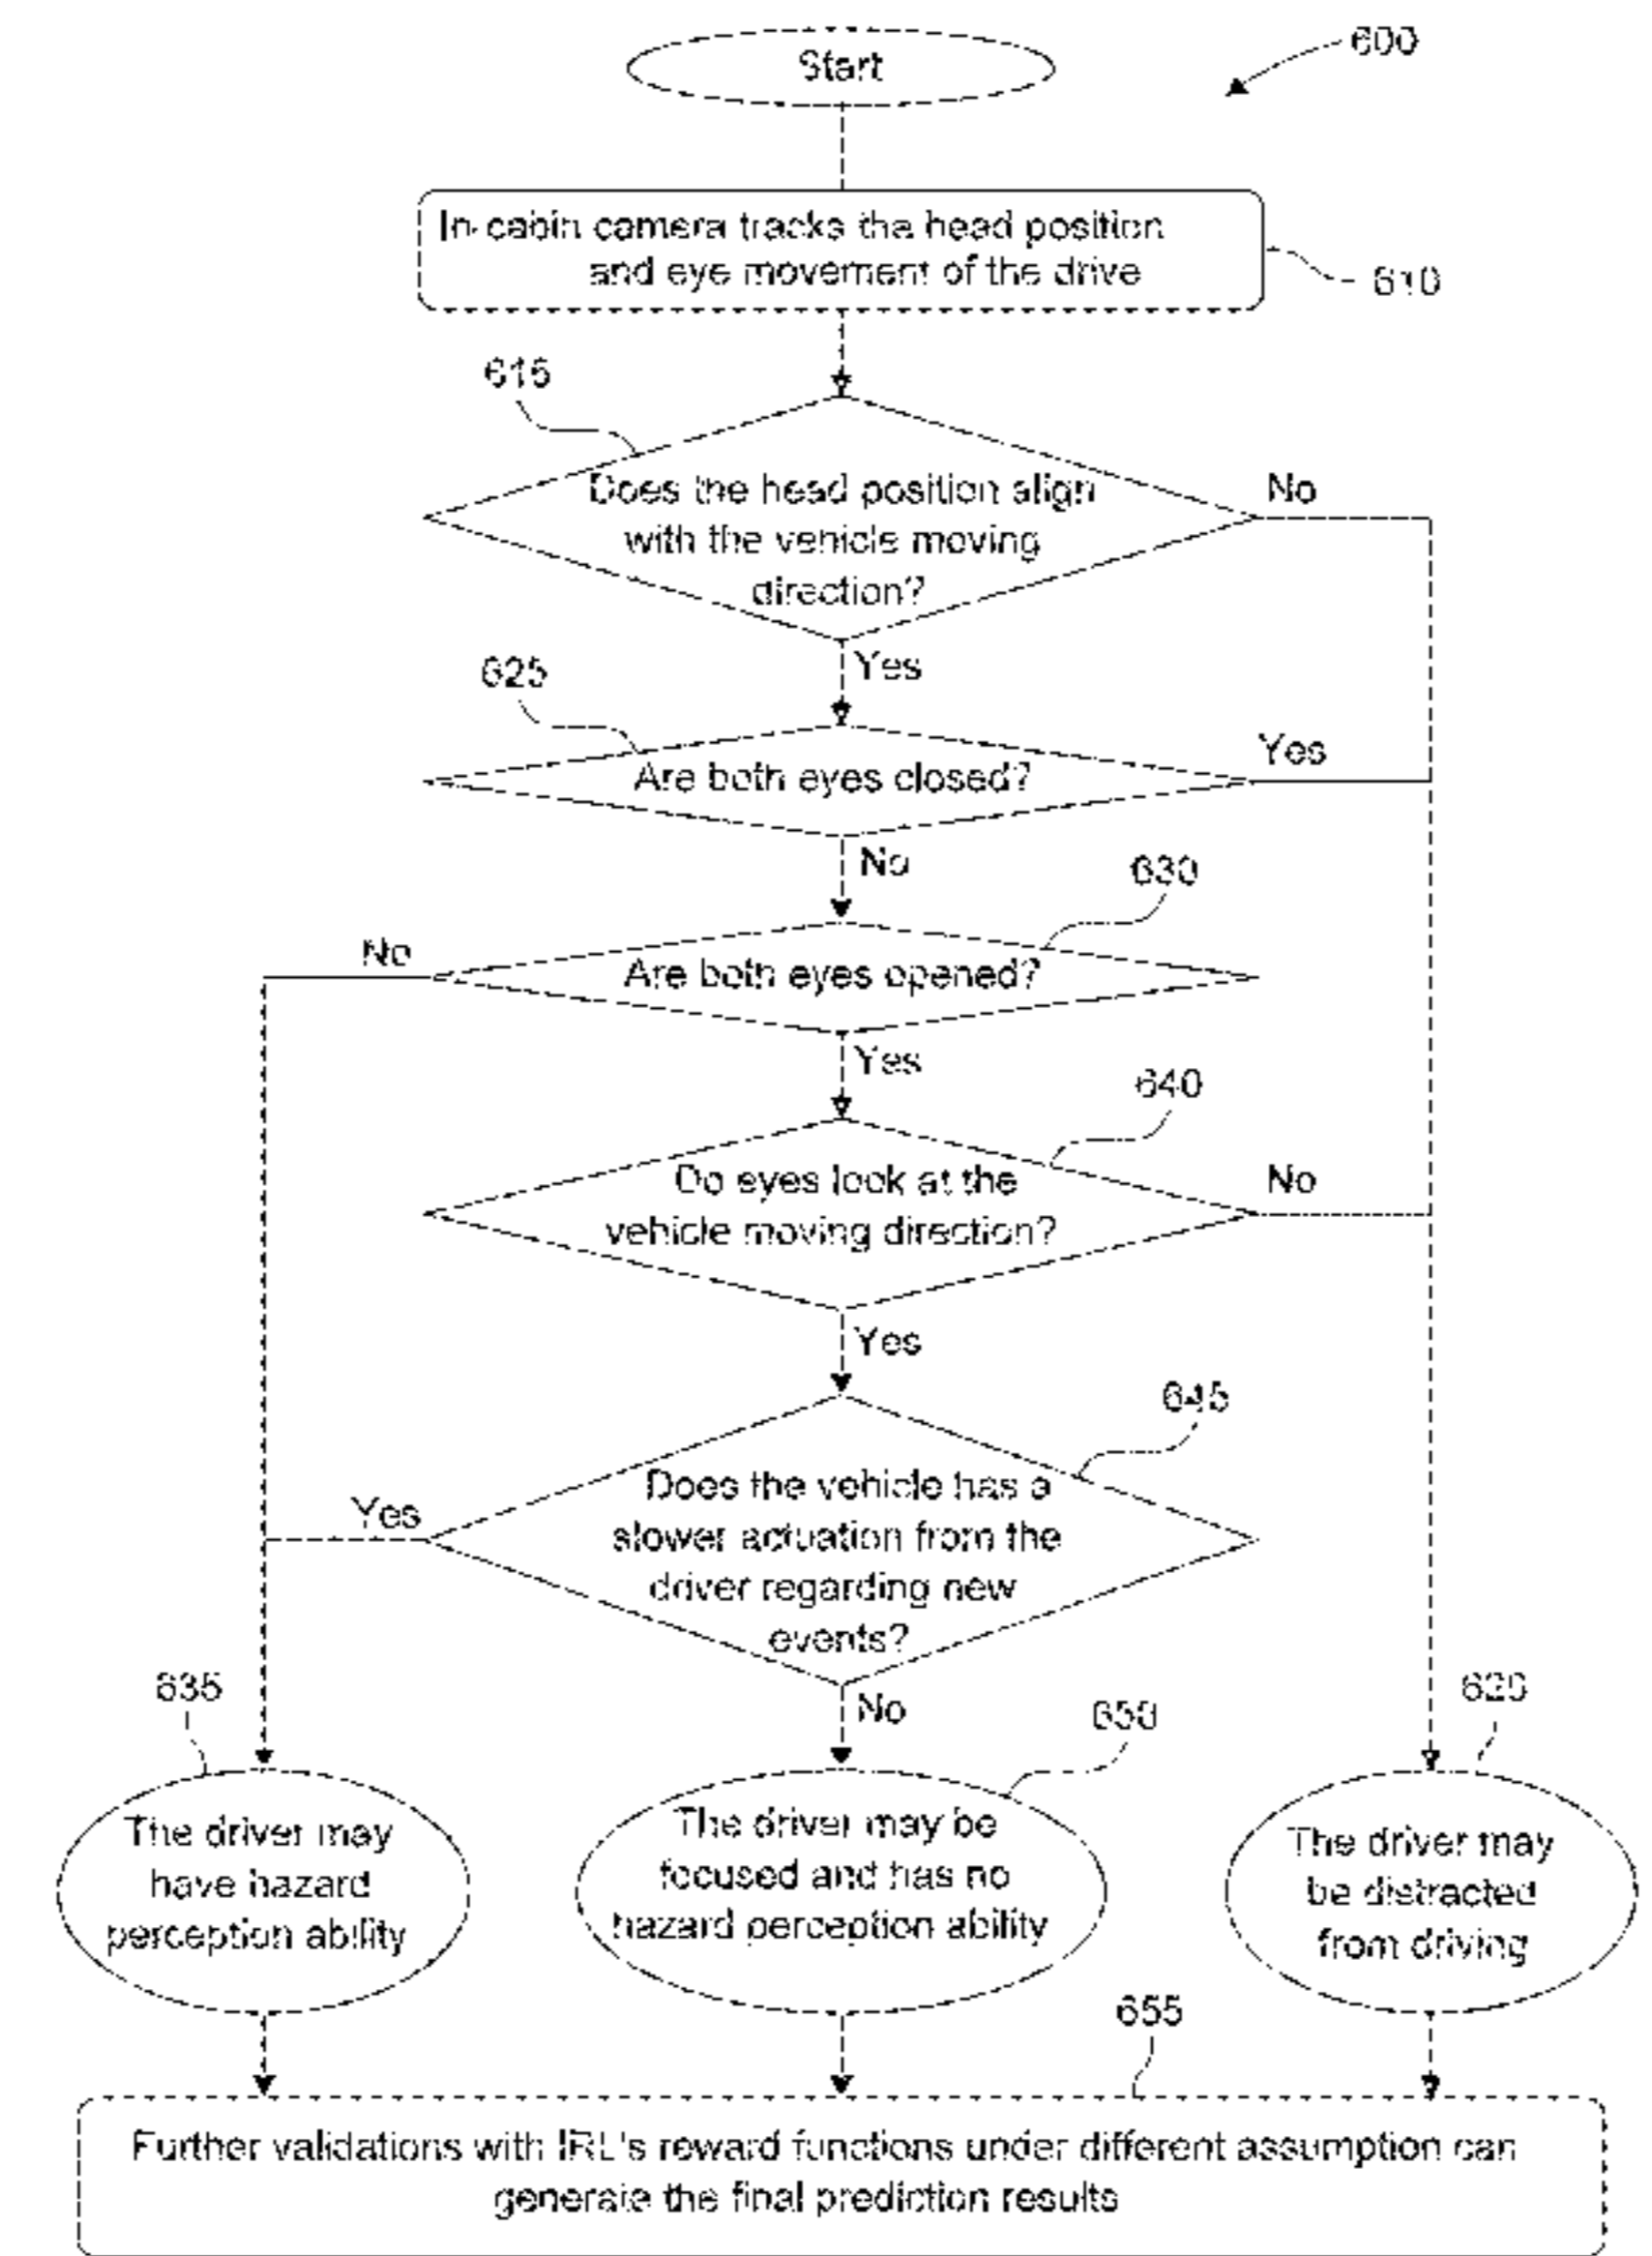 Start
600
In-cabin camera tracks the head position
and eye movement of the drive
610
615
Does the head position align
with the vehicle moving
direction?
No
Yes
625
Are both eyes closed?
Yes
No
630
No
Are both eyes opened?
Yes
640
Do eyes look at the
vehicle moving direction?
No
Yes
645
Does the vehicle has a
slower actuation from the
driver regarding new
events?
Yes
No
635
650
620
The driver may
have hazard
perception ability
The driver may be
focused and has no
hazard perception ability
The driver may
be distracted
from driving
655
Further validations with IRL's reward functions under different assumption can
generate the final prediction results